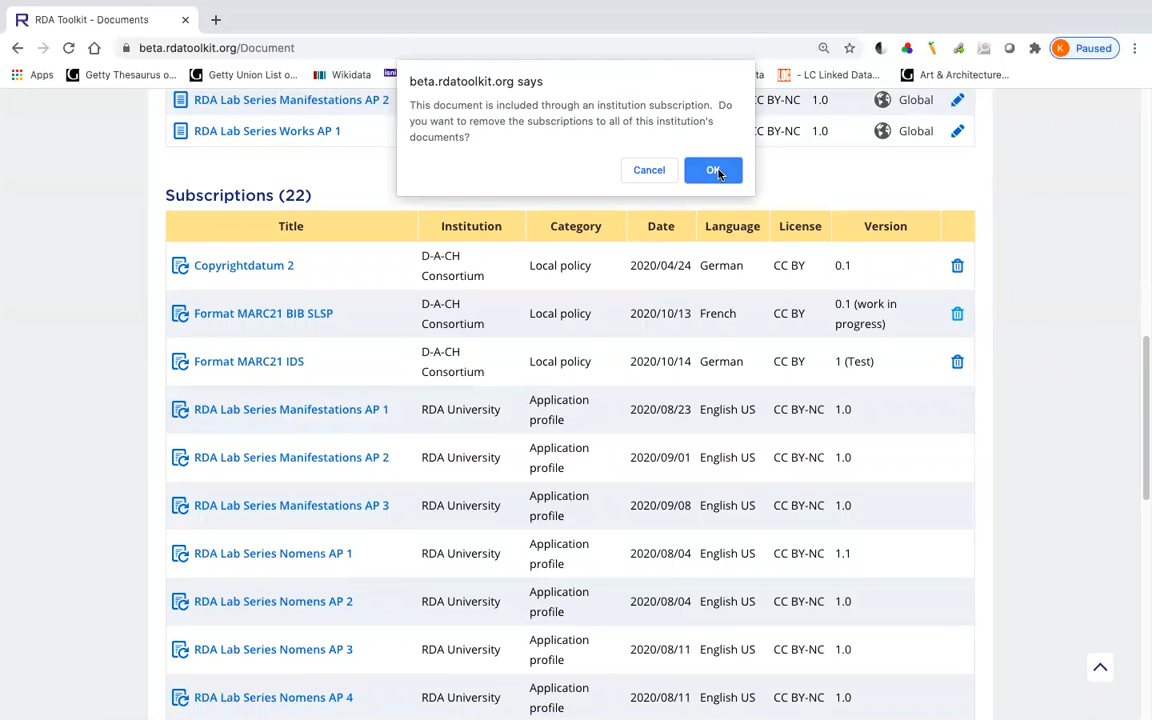 RDA Toolkit - Documents
beta.rdatoolkit.org/Document
K Paused
Apps Getty Thesaurus o... Getty Union List o... Wikidata isni - LC Linked Data... Art & Architecture...
beta.rdatoolkit.org says
This document is included through an institution subscription. Do
you want to remove the subscriptions to all of this institution's
documents?
Cancel OK
RDA Lab Series Manifestations AP 2 CC BY-NC 1.0 Global
RDA Lab Series Works AP 1 CC BY-NC 1.0 Global
Subscriptions (22)
Title Institution Category Date Language License Version
Copyrightdatum 2 D-A-CH Consortium Local policy 2020/04/24 German CC BY 0.1
Format MARC21 BIB SLSP D-A-CH Consortium Local policy 2020/10/13 French CC BY 0.1 (work in progress)
Format MARC21 IDS D-A-CH Consortium Local policy 2020/10/14 German CC BY 1 (Test)
RDA Lab Series Manifestations AP 1 RDA University Application profile 2020/08/23 English US CC BY-NC 1.0
RDA Lab Series Manifestations AP 2 RDA University Application profile 2020/09/01 English US CC BY-NC 1.0
RDA Lab Series Manifestations AP 3 RDA University Application profile 2020/09/08 English US CC BY-NC 1.0
RDA Lab Series Nomens AP 1 RDA University Application profile 2020/08/04 English US CC BY-NC 1.1
RDA Lab Series Nomens AP 2 RDA University Application profile 2020/08/04 English US CC BY-NC 1.0
RDA Lab Series Nomens AP 3 RDA University Application profile 2020/08/11 English US CC BY-NC 1.0
RDA Lab Series Nomens AP 4 RDA University Application profile 2020/08/11 English US CC BY-NC 1.0